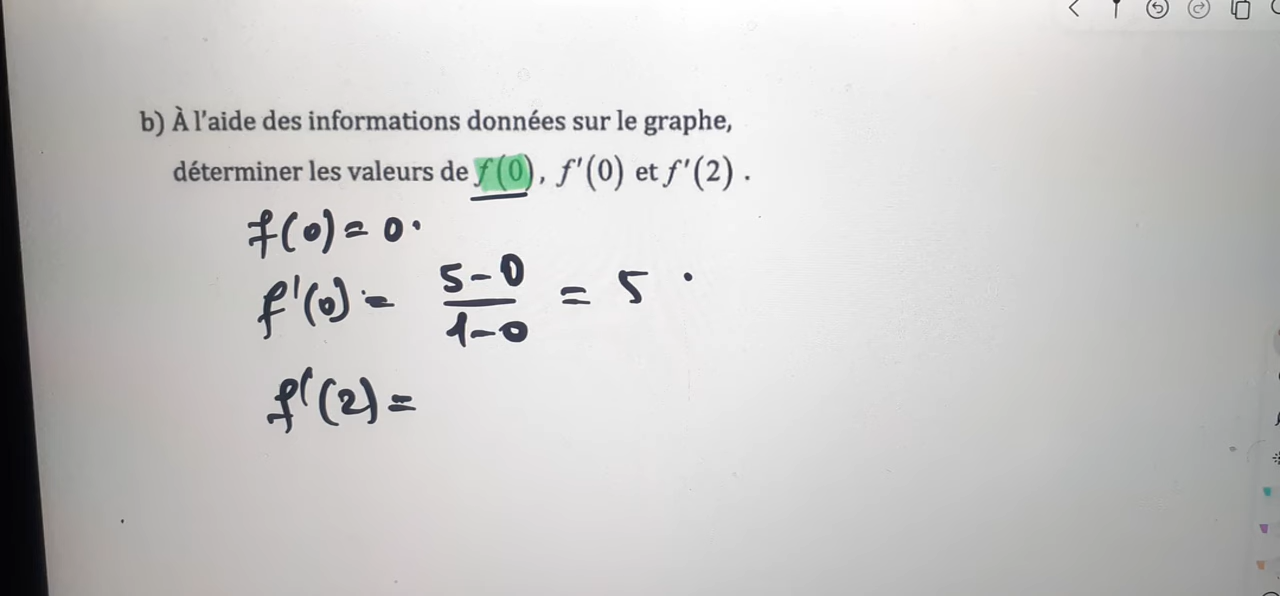 b) À l'aide des informations données sur le graphe,
déterminer les valeurs de f(0), f'(0) et f'(2).
f(0) = 0.
f'(0) = (5-0)/(1-0) = 5.
f'(2) =